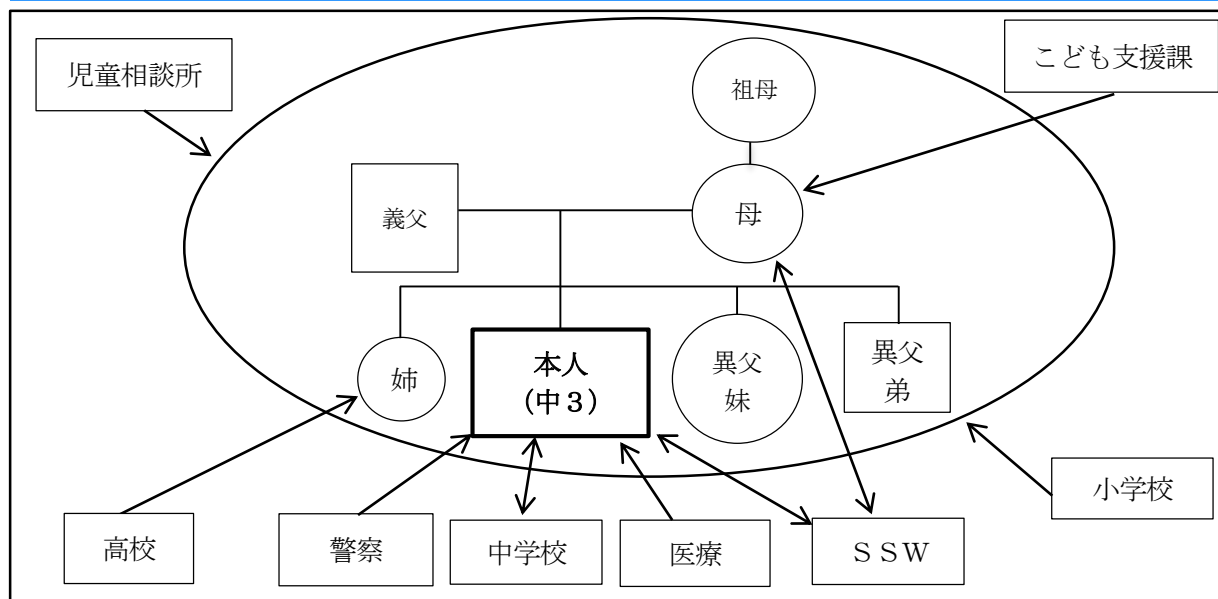 児童相談所
祖母
こども支援課
義父
母
姉
本人
(中3)
異父
妹
異父
弟
高校
警察
中学校
医療
SSW
小学校